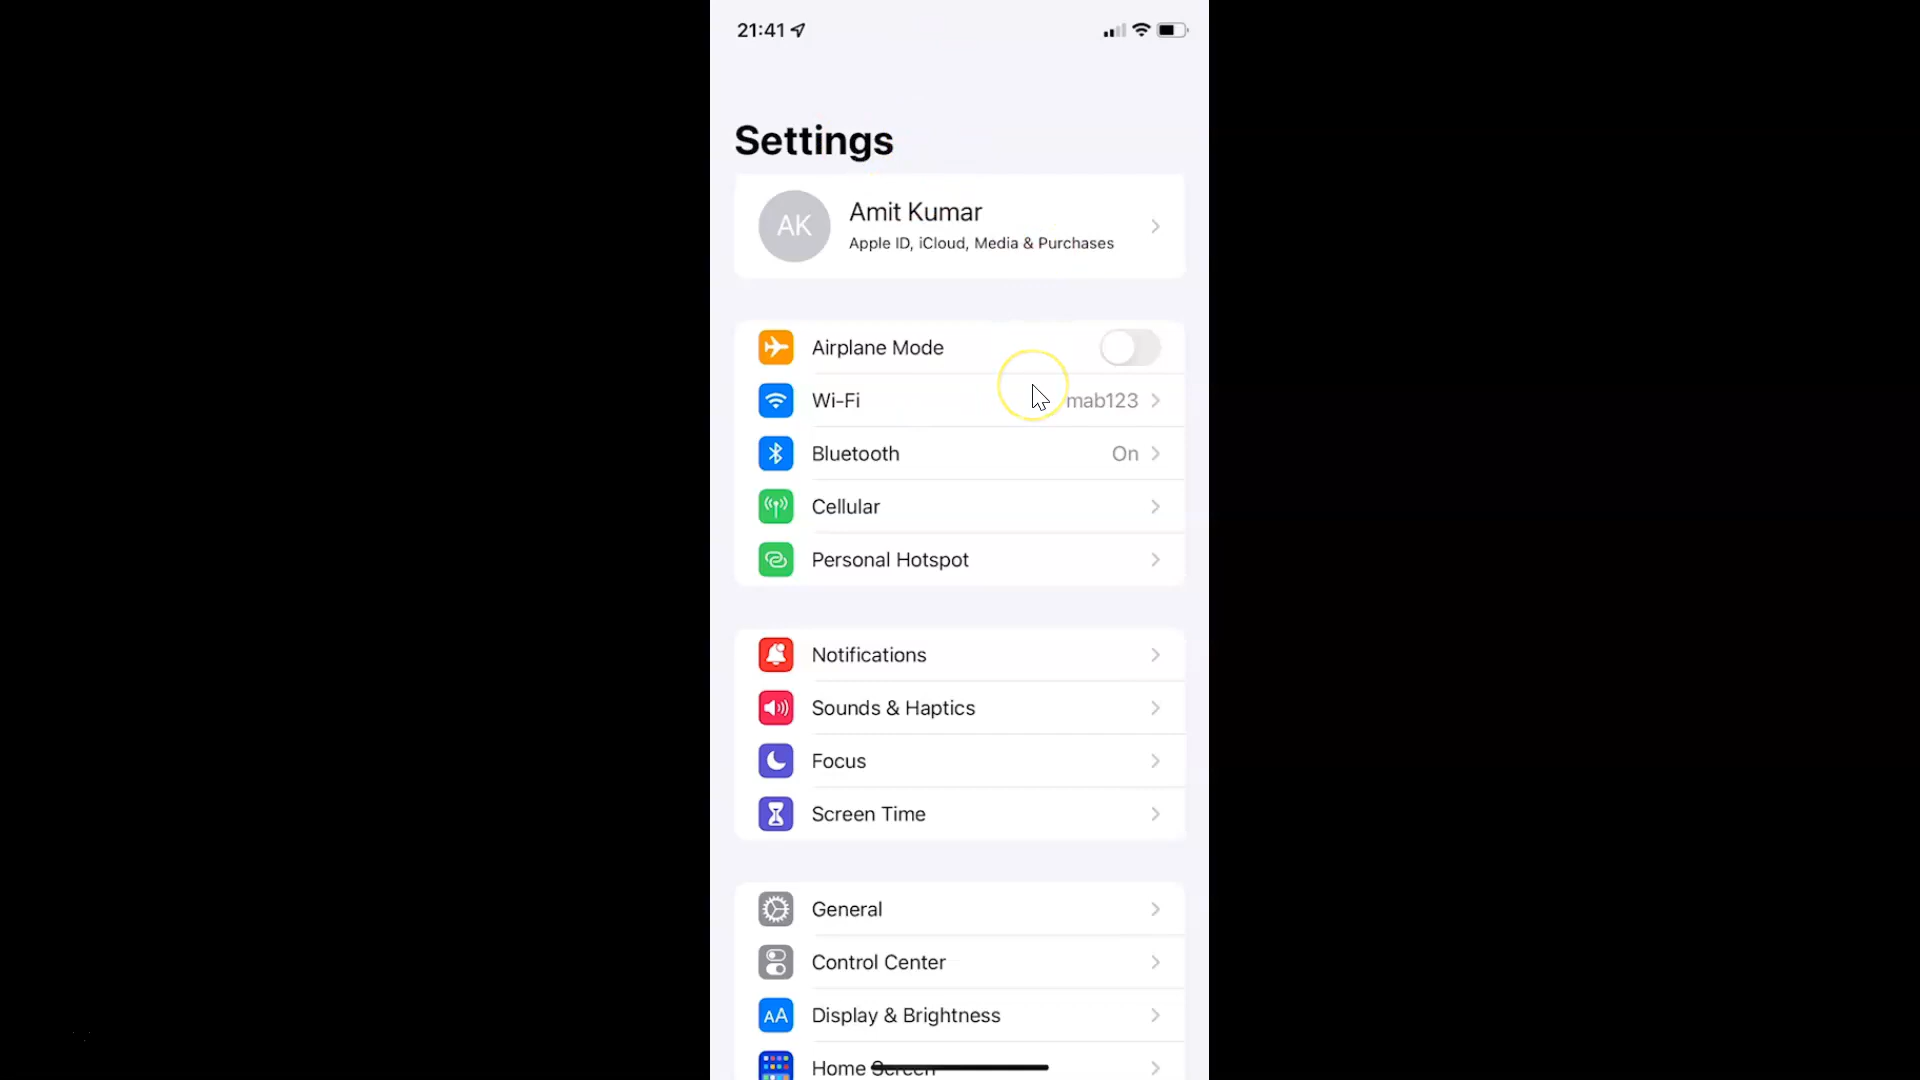 21:41
Settings
AK
Amit Kumar
Apple ID, iCloud, Media & Purchases
Airplane Mode
Wi-Fi mab123
Bluetooth On
Cellular
Personal Hotspot
Notifications
Sounds & Haptics
Focus
Screen Time
General
Control Center
AA Display & Brightness
Home Screen